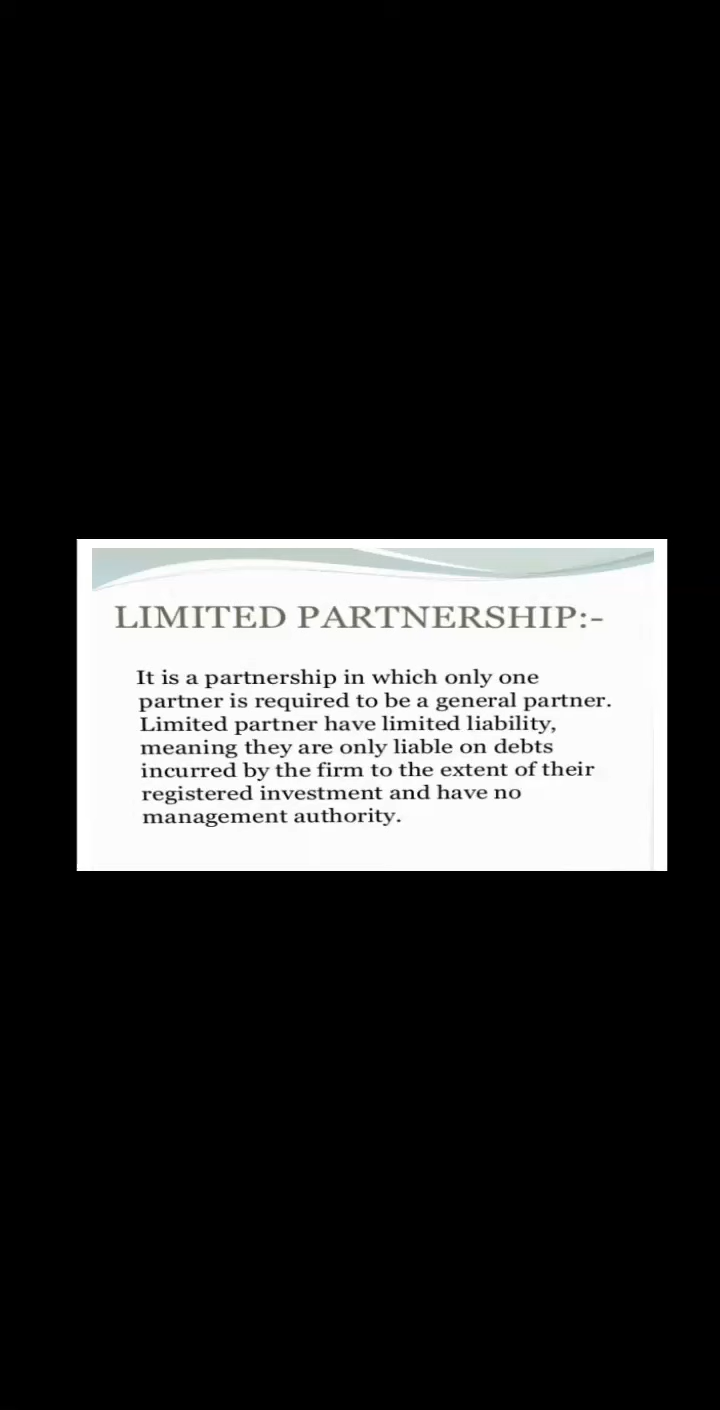 LIMITED PARTNERSHIP:-
It is a partnership in which only one
partner is required to be a general partner.
Limited partner have limited liability,
meaning they are only liable on debts
incurred by the firm to the extent of their
registered investment and have no
management authority.